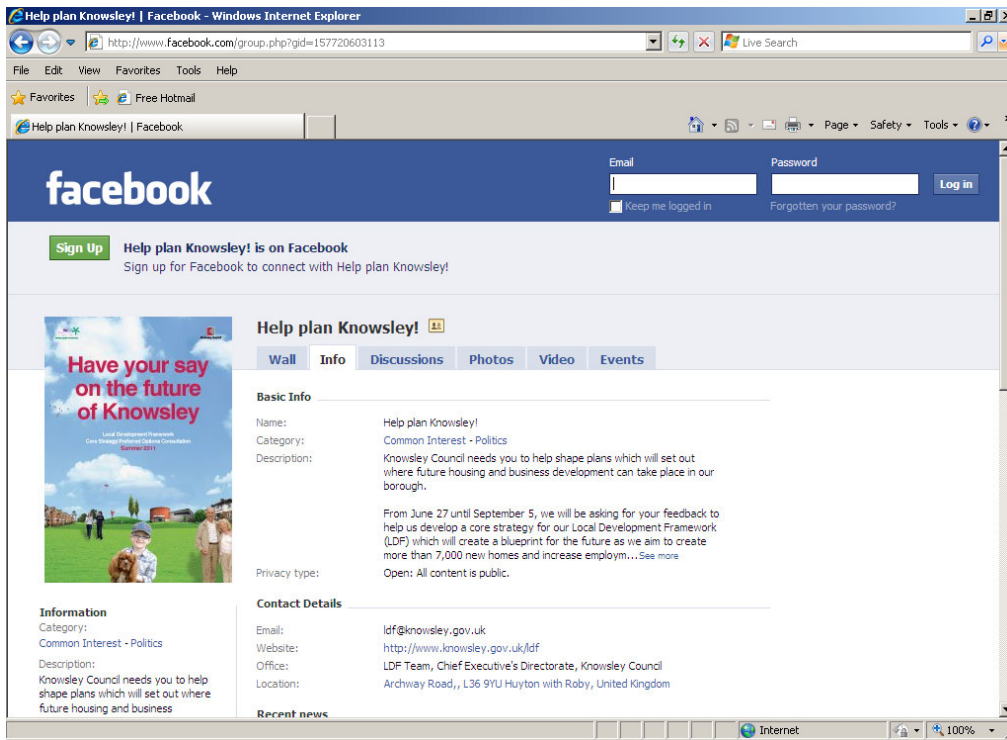 Help plan Knowsley! | Facebook - Windows Internet Explorer
http://www.facebook.com/group.php?gid=157720603113
Live Search
File Edit View Favorites Tools Help
Favorites Free Hotmail
Help plan Knowsley! | Facebook
Page Safety Tools
facebook
Email Password
Log in
Keep me logged in Forgotten your password?
Sign Up
Help plan Knowsley! is on Facebook
Sign up for Facebook to connect with Help plan Knowsley!
Have your say
on the future
of Knowsley
Local Development Framework
Core Strategy Preferred Options Consultation
Summer 2011
Help plan Knowsley!
Wall Info Discussions Photos Video Events
Basic Info
Name: Help plan Knowsley!
Category: Common Interest - Politics
Description: Knowsley Council needs you to help shape plans which will set out
where future housing and business development can take place in our
borough.
From June 27 until September 5, we will be asking for your feedback to
help us develop a core strategy for our Local Development Framework
(LDF) which will create a blueprint for the future as we aim to create
more than 7,000 new homes and increase employm... See more
Privacy type: Open: All content is public.
Contact Details
Email: ldf@knowsley.gov.uk
Website: http://www.knowsley.gov.uk/ldf
Office: LDF Team, Chief Executive's Directorate, Knowsley Council
Location: Archway Road,, L36 9YU Huyton with Roby, United Kingdom
Recent news
Information
Category:
Common Interest - Politics
Description:
Knowsley Council needs you to help
shape plans which will set out where
future housing and business
Internet 100%